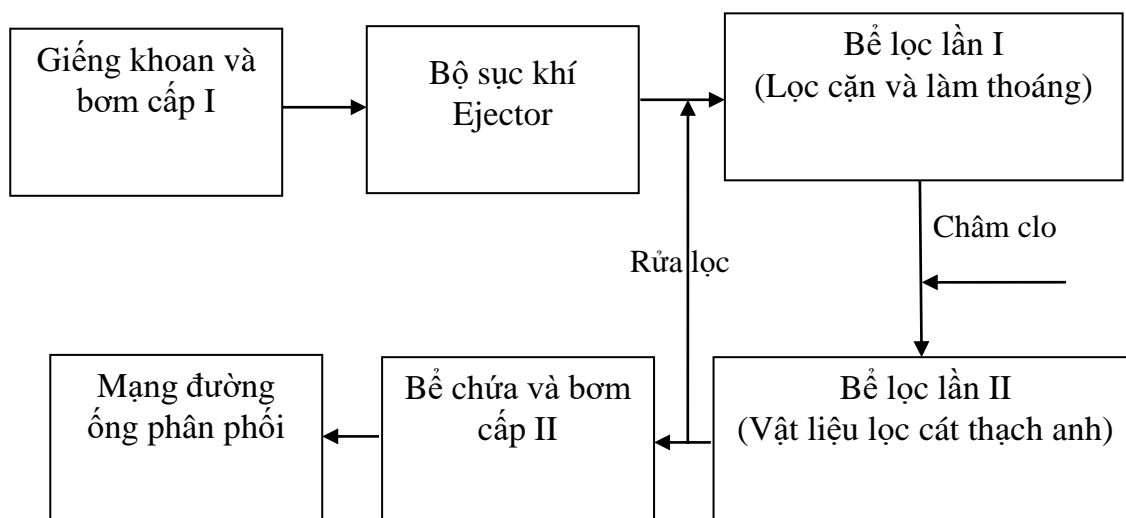 Giếng khoan và
bơm cấp I
Bộ sục khí
Ejector
Bể lọc lần I
(Lọc cặn và làm thoáng)
Châm clo
Rửa lọc
Mạng đường
ống phân phối
Bể chứa và bơm
cấp II
Bể lọc lần II
(Vật liệu lọc cát thạch anh)